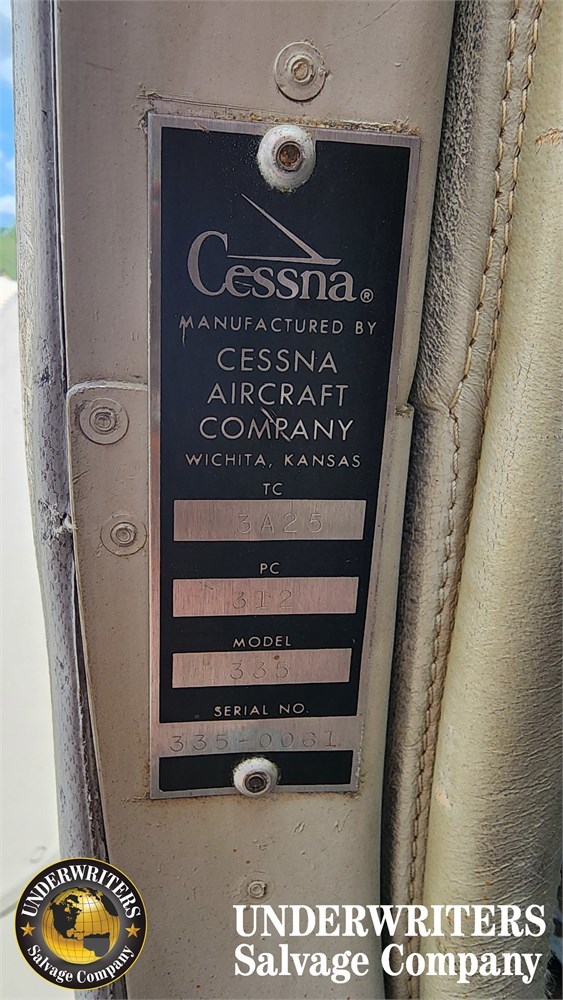 Cessna®
MANUFACTURED BY
CESSNA
AIRCRAFT
COMPANY
WICHITA, KANSAS
TC
3A25
PC
312
MODEL
335
SERIAL NO.
335-0061
UNDERWRITERS
Salvage Company
UNDERWRITERS
Salvage Company